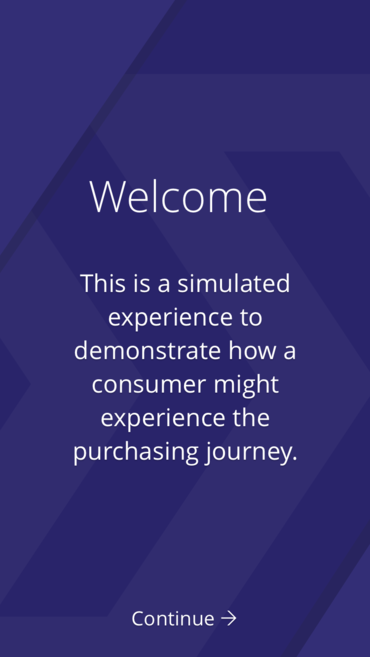 Welcome
This is a simulated
experience to
demonstrate how a
consumer might
experience the
purchasing journey.
Continue →